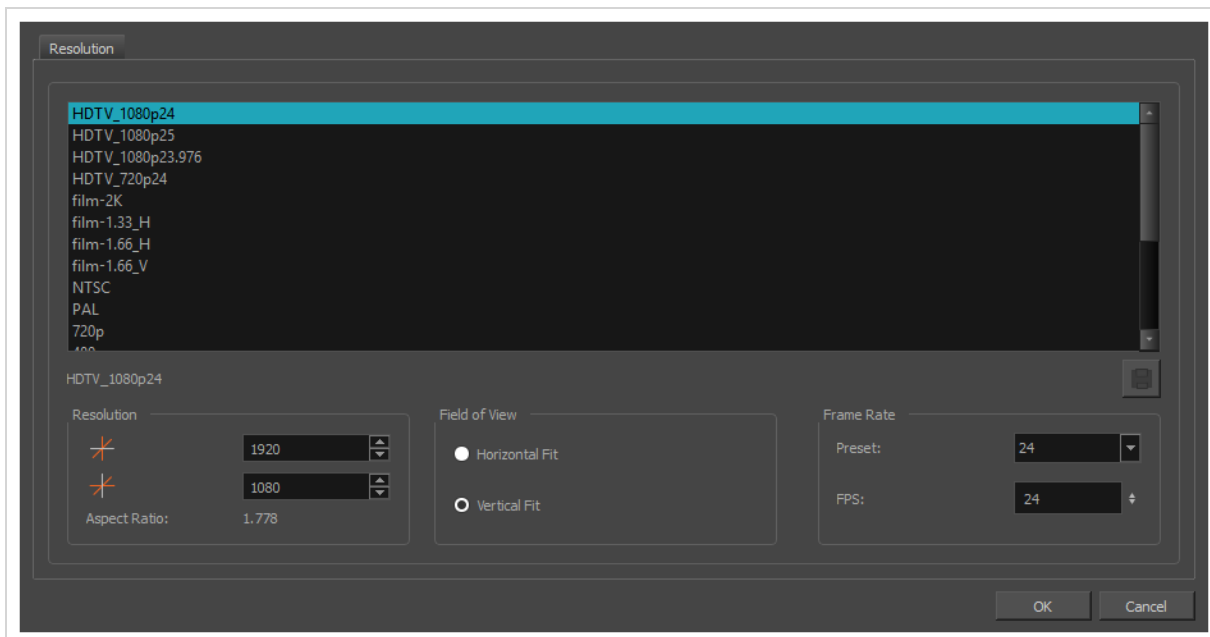 Resolution
HDTV_1080p24
HDTV_1080p25
HDTV_1080p23.976
HDTV_720p24
film-2K
film-1.33_H
film-1.66_H
film-1.66_V
NTSC
PAL
720p
HDTV_1080p24
Resolution
1920
1080
Aspect Ratio: 1.778
Field of View
Horizontal Fit
Vertical Fit
Frame Rate
Preset: 24
FPS: 24
OK Cancel